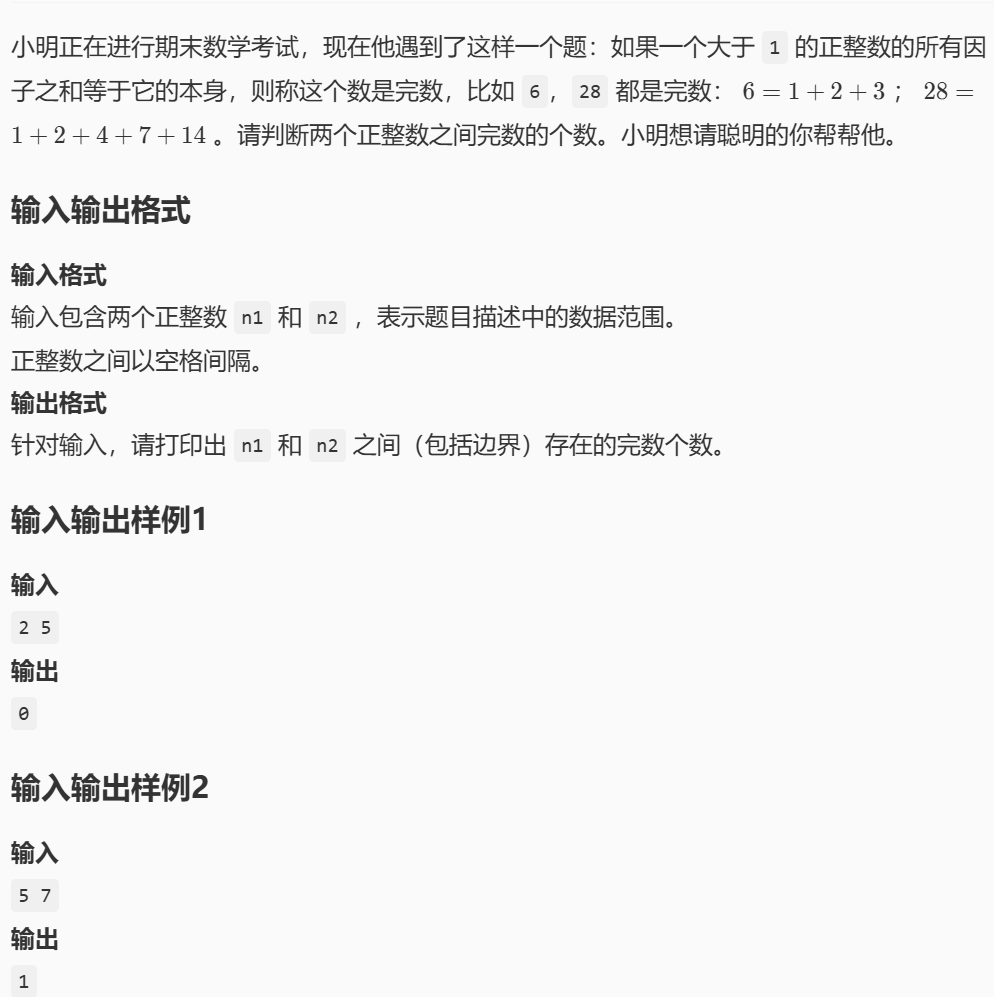 小明正在进行期末数学考试，现在他遇到了这样一个题：如果一个大于 1 的正整数的所有因
子之和等于它的本身，则称这个数是完数，比如 6，28 都是完数： 6 = 1 + 2 + 3 ； 28 =
1 + 2 + 4 + 7 + 14 。请判断两个正整数之间完数的个数。小明想请聪明的你帮帮他。
输入输出格式
输入格式
输入包含两个正整数 n1 和 n2 ，表示题目描述中的数据范围。
正整数之间以空格间隔。
输出格式
针对输入，请打印出 n1 和 n2 之间（包括边界）存在的完数个数。
输入输出样例1
输入
2 5
输出
0
输入输出样例2
输入
5 7
输出
1